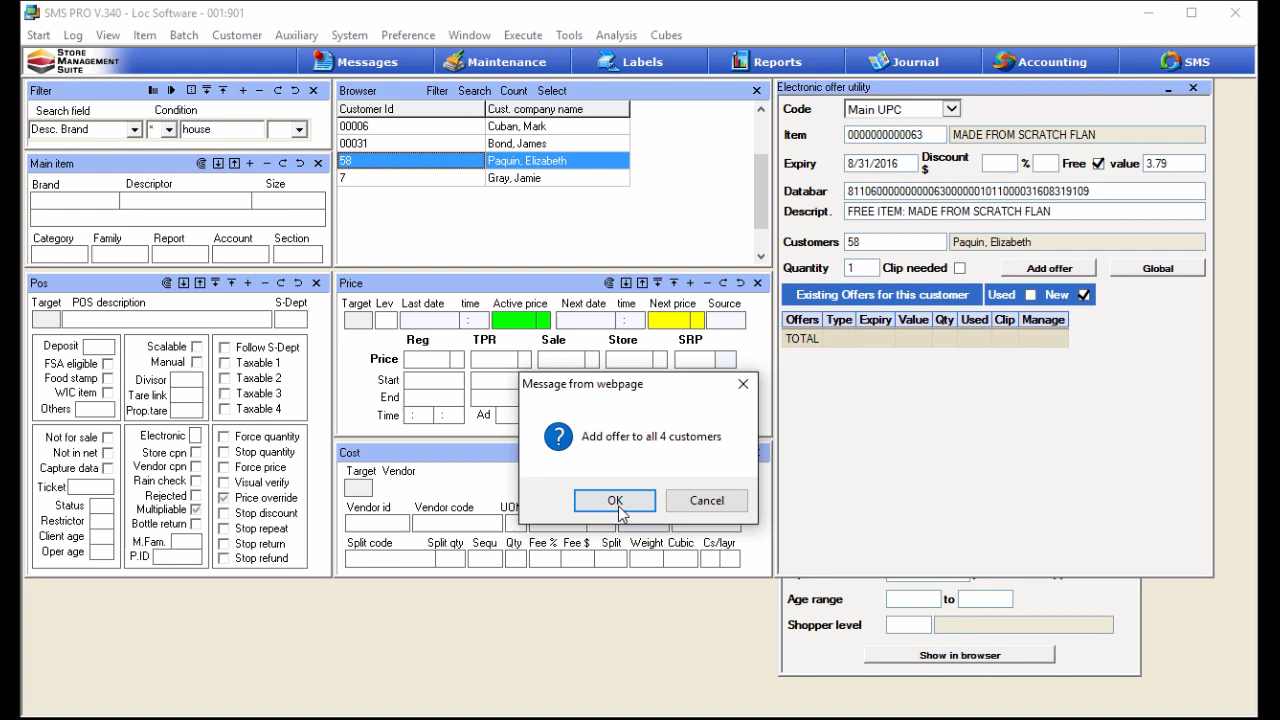 SMS PRO V.340 - Loc Software - 001:901
Start Log View Item Batch Customer Auxiliary System Preference Window Execute Tools Analysis Cubes
STORE MANAGEMENT SUITE
Messages Maintenance Labels Reports Journal Accounting SMS
Filter
Search field Condition
Desc. Brand * house
Main item
Brand Descriptor Size
Category Family Report Account Section
Browser Filter Search Count Select
Customer Id Cust. company name
00006 Cuban, Mark
00031 Bond, James
58 Paquin, Elizabeth
7 Gray, Jamie
Electronic offer utility
Code Main UPC
Item 0000000000063 MADE FROM SCRATCH FLAN
Expiry 8/31/2016 Discount $ % Free value 3.79
Databar 
Descript. FREE ITEM: MADE FROM SCRATCH FLAN
Customers 58 Paquin, Elizabeth
Quantity 1 Clip needed Add offer Global
Existing Offers for this customer Used New
Offers Type Expiry Value Qty Used Clip Manage
TOTAL
Pos
Target POS description S-Dept
Deposit
FSA eligible
Food stamp
WIC item
Others
Scalable
Manual
Divisor
Tare link
Prop.tare
Follow S-Dept
Taxable 1
Taxable 2
Taxable 3
Taxable 4
Not for sale
Not in net
Capture data
Ticket
Status
Restrictor
Client age
Oper age
Electronic
Store cpn
Vendor cpn
Rain check
Rejected
Multipliable
Bottle return
M.Fam.
P.ID
Force quantity
Stop quantity
Force price
Visual verify
Price override
Stop discount
Stop repeat
Stop return
Stop refund
Price
Target Lev Last date time Active price Next date time Next price Source
: :
Reg TPR Sale Store SRP
Price
Start
End
Time : : Ad
Cost
Target Vendor
Vendor id Vendor code
Split code Split qty Sequ Qty Fee % Fee $ Split Weight Cubic Cs/layr
Message from webpage
? Add offer to all 4 customers
OK Cancel
Age range to
Shopper level
Show in browser